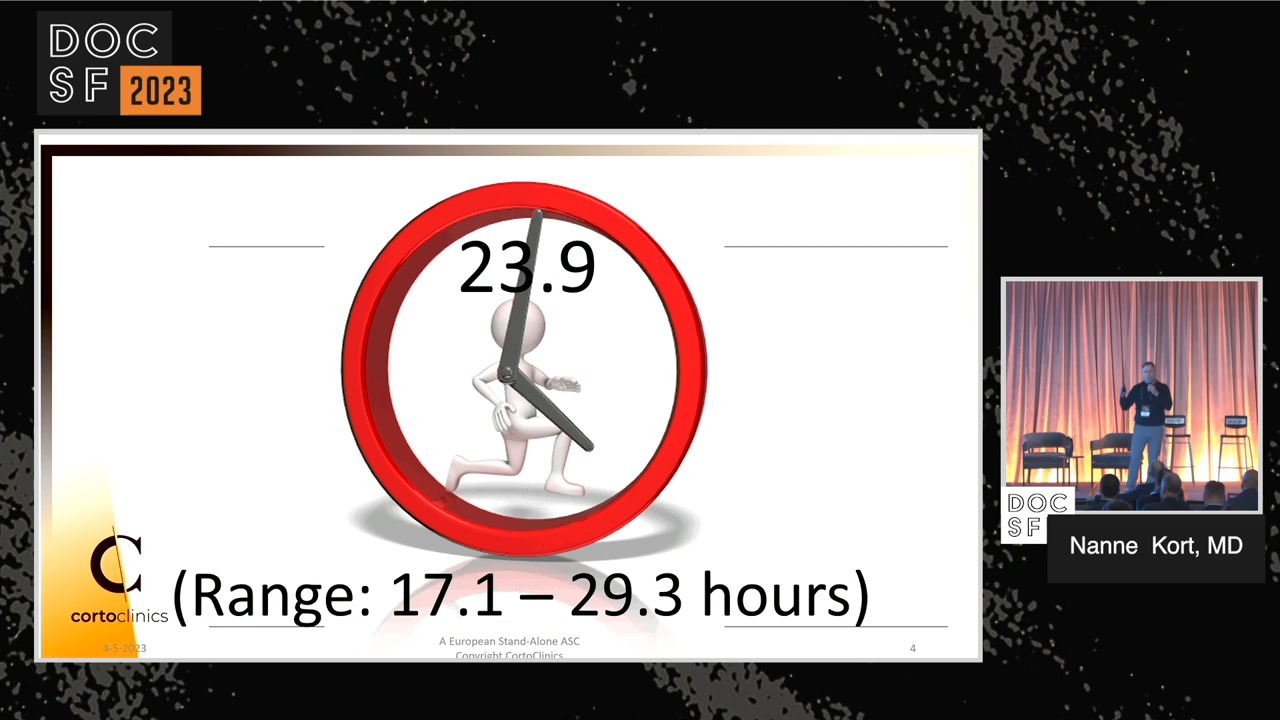 DOC
SF 2023
23.9
(Range: 17.1 – 29.3 hours)
cortoclinics
4-5-2023
A European Stand-Alone ASC
Copyright CortoClinics
4
DOC
SF
Nanne Kort, MD